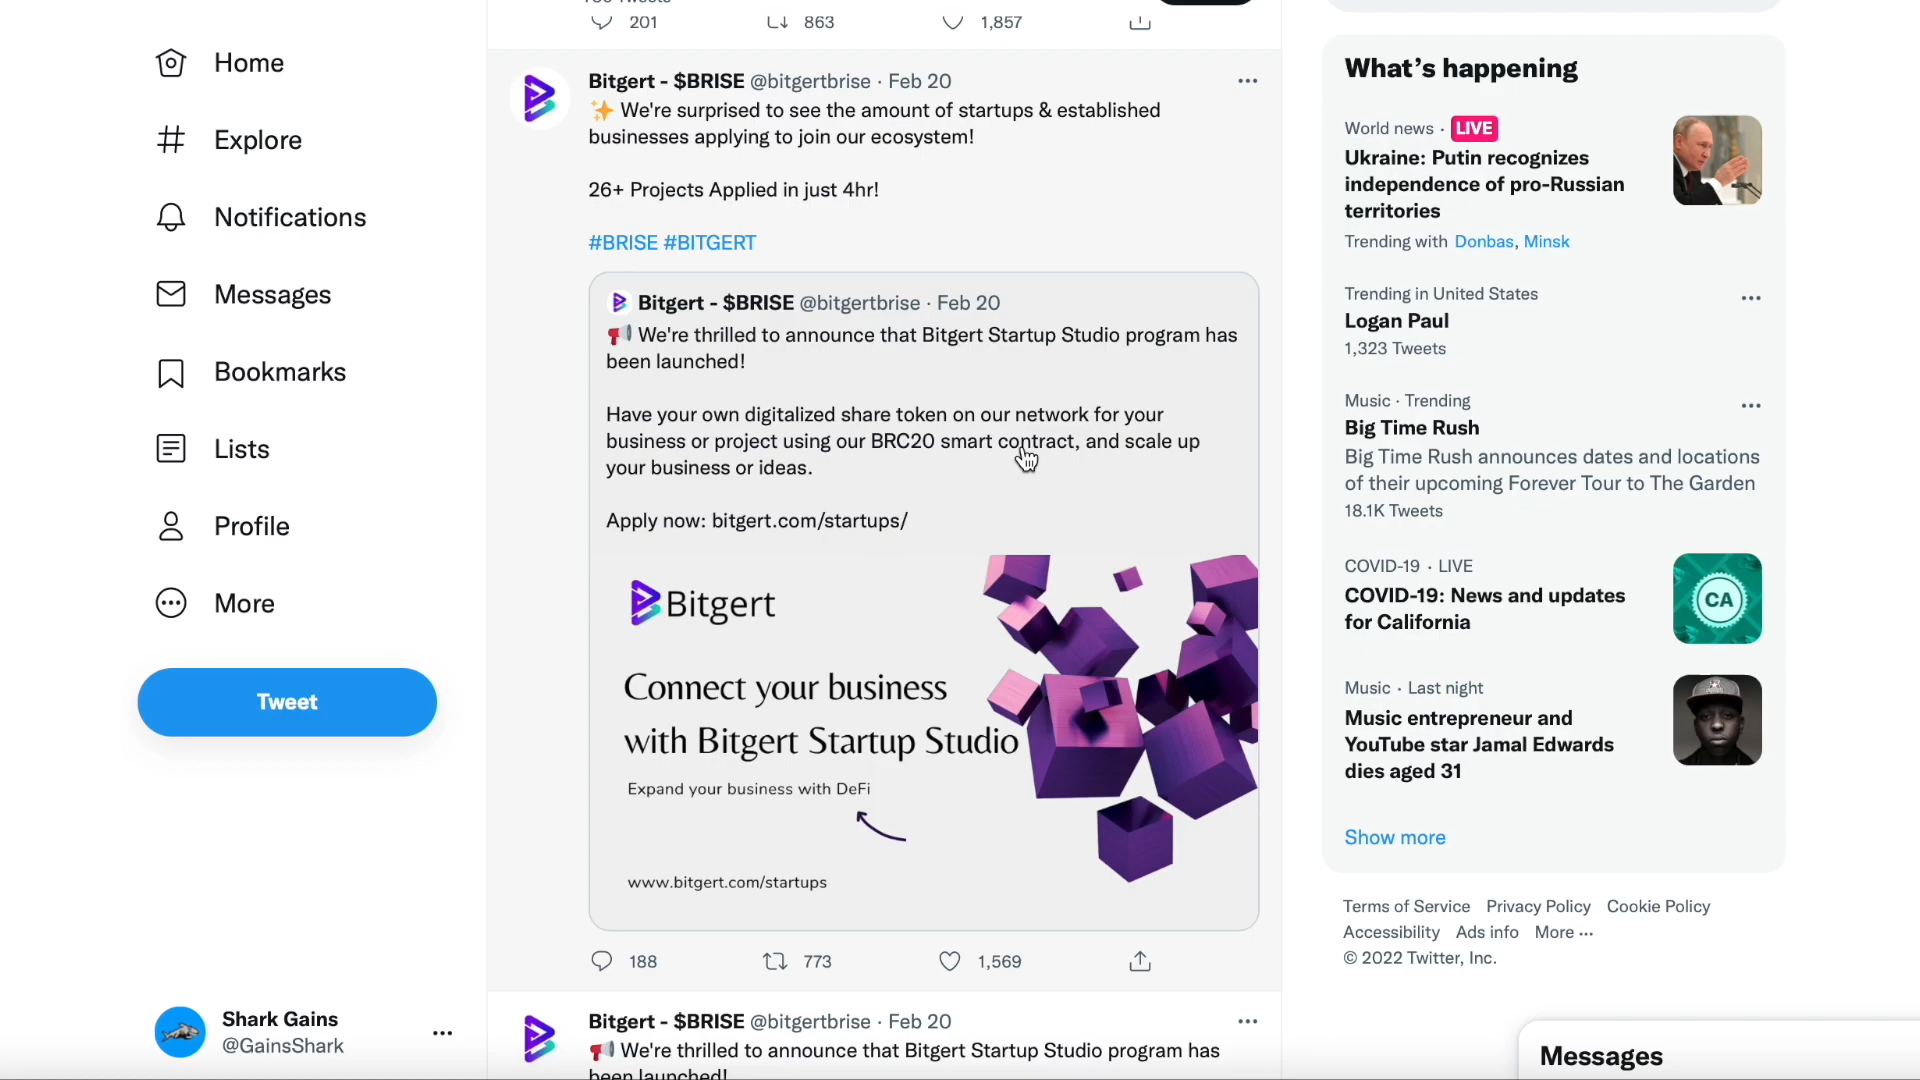 Home
Explore
Notifications
Messages
Bookmarks
Lists
Profile
More
Tweet
Shark Gains
@GainsShark
201 863 1,857
Bitgert - $BRISE @bitgertbrise · Feb 20
✨ We're surprised to see the amount of startups & established
businesses applying to join our ecosystem!
26+ Projects Applied in just 4hr!
#BRISE #BITGERT
Bitgert - $BRISE @bitgertbrise · Feb 20
📢 We're thrilled to announce that Bitgert Startup Studio program has
been launched!
Have your own digitalized share token on our network for your
business or project using our BRC20 smart contract, and scale up
your business or ideas.
Apply now: bitgert.com/startups/
Bitgert
Connect your business
with Bitgert Startup Studio
Expand your business with DeFi
www.bitgert.com/startups
188 773 1,569
Bitgert - $BRISE @bitgertbrise · Feb 20
📢 We're thrilled to announce that Bitgert Startup Studio program has
been launched!
What's happening
World news · LIVE
Ukraine: Putin recognizes
independence of pro-Russian
territories
Trending with Donbas, Minsk
Trending in United States
Logan Paul
1,323 Tweets
Music · Trending
Big Time Rush
Big Time Rush announces dates and locations
of their upcoming Forever Tour to The Garden
18.1K Tweets
COVID-19 · LIVE
COVID-19: News and updates
for California
CA
Music · Last night
Music entrepreneur and
YouTube star Jamal Edwards
dies aged 31
Show more
Terms of Service Privacy Policy Cookie Policy
Accessibility Ads info More ···
© 2022 Twitter, Inc.
Messages